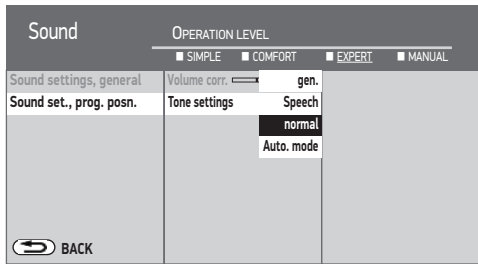 Sound
OPERATION LEVEL
SIMPLE COMFORT EXPERT MANUAL
Sound settings, general
Sound set., prog. posn.
Volume corr. gen.
Tone settings Speech
normal
Auto. mode
BACK